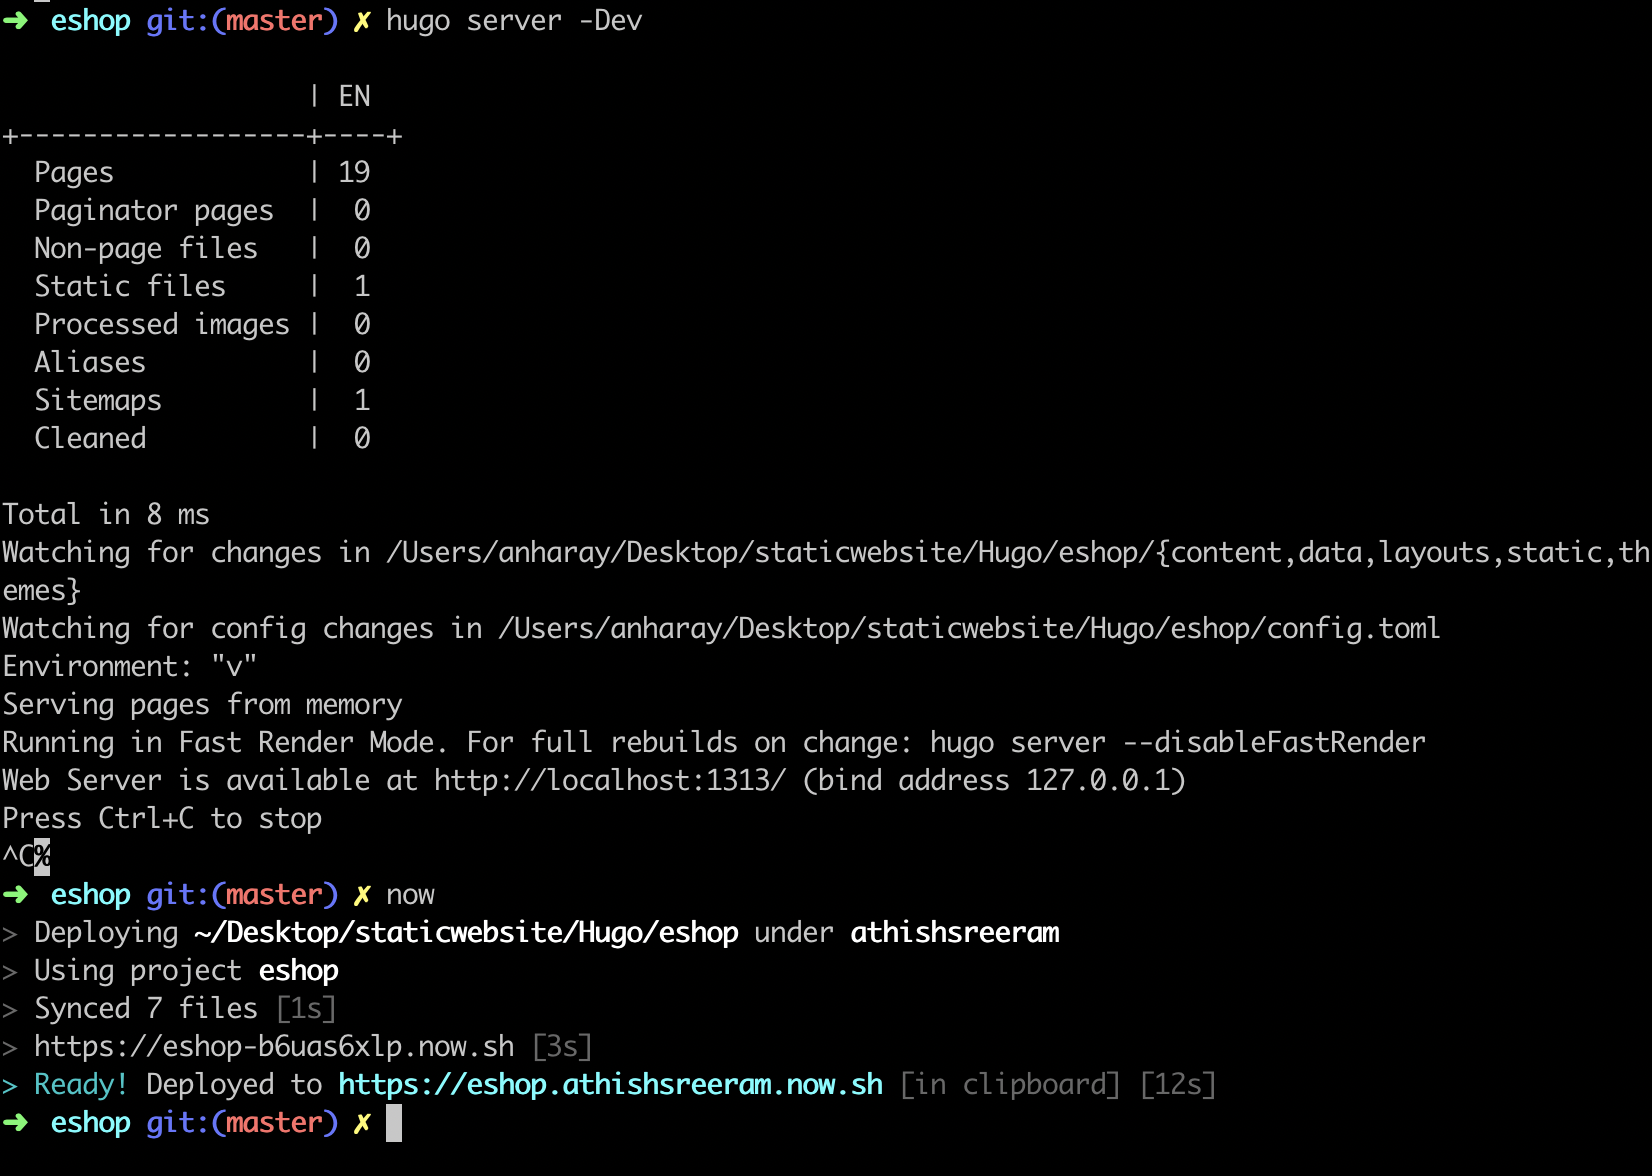 ➜  eshop git:(master) ✗ hugo server -Dev

                   | EN
+------------------+----+
  Pages            | 19
  Paginator pages  |  0
  Non-page files   |  0
  Static files     |  1
  Processed images |  0
  Aliases          |  0
  Sitemaps         |  1
  Cleaned          |  0

Total in 8 ms
Watching for changes in /Users/anharay/Desktop/staticwebsite/Hugo/eshop/{content,data,layouts,static,th
emes}
Watching for config changes in /Users/anharay/Desktop/staticwebsite/Hugo/eshop/config.toml
Environment: "v"
Serving pages from memory
Running in Fast Render Mode. For full rebuilds on change: hugo server --disableFastRender
Web Server is available at http://localhost:1313/ (bind address 127.0.0.1)
Press Ctrl+C to stop
^C%
➜  eshop git:(master) ✗ now
> Deploying ~/Desktop/staticwebsite/Hugo/eshop under athishsreeram
> Using project eshop
> Synced 7 files [1s]
> https://eshop-b6uas6xlp.now.sh [3s]
> Ready! Deployed to https://eshop.athishsreeram.now.sh [in clipboard] [12s]
➜  eshop git:(master) ✗